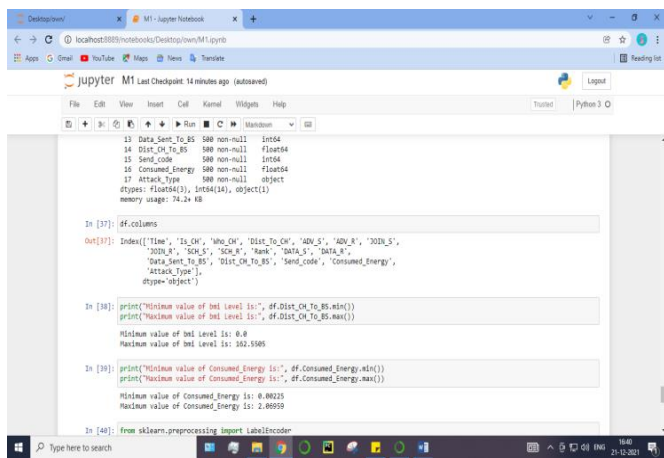 Desktop/own/ M1 - Jupyter Notebook
localhost:8889/notebooks/Desktop/own/M1.ipynb
Apps Gmail YouTube Maps News Translate Reading list
jupyter M1 Last Checkpoint: 14 minutes ago (autosaved) Logout
File Edit View Insert Cell Kernel Widgets Help Trusted Python 3
Run Markdown
13 Data_Sent_To_BS 500 non-null int64
14 Dist_CH_To_BS 500 non-null float64
15 Send_code 500 non-null int64
16 Consumed_Energy 500 non-null float64
17 Attack_Type 500 non-null object
dtypes: float64(3), int64(14), object(1)
memory usage: 74.2+ KB
In [37]: df.columns
Out[37]: Index(['Time', 'Is_CH', 'Who_CH', 'Dist_To_CH', 'ADV_S', 'ADV_R', 'JOIN_S',
'JOIN_R', 'SCH_S', 'SCH_R', 'Rank', 'DATA_S', 'DATA_R',
'Data_Sent_To_BS', 'Dist_CH_To_BS', 'Send_code', 'Consumed_Energy',
'Attack_Type'],
dtype='object')
In [38]: print("Minimum value of bmi Level is:", df.Dist_CH_To_BS.min())
print("Maximum value of bmi Level is:", df.Dist_CH_To_BS.max())
Minimum value of bmi Level is: 0.0
Maximum value of bmi Level is: 162.5505
In [39]: print("Minimum value of Consumed_Energy is:", df.Consumed_Energy.min())
print("Maximum value of Consumed_Energy is:", df.Consumed_Energy.max())
Minimum value of Consumed_Energy is: 0.00225
Maximum value of Consumed_Energy is: 2.06959
In [40]: from sklearn.preprocessing import LabelEncoder
Type here to search ENG 16:40
21-12-2021